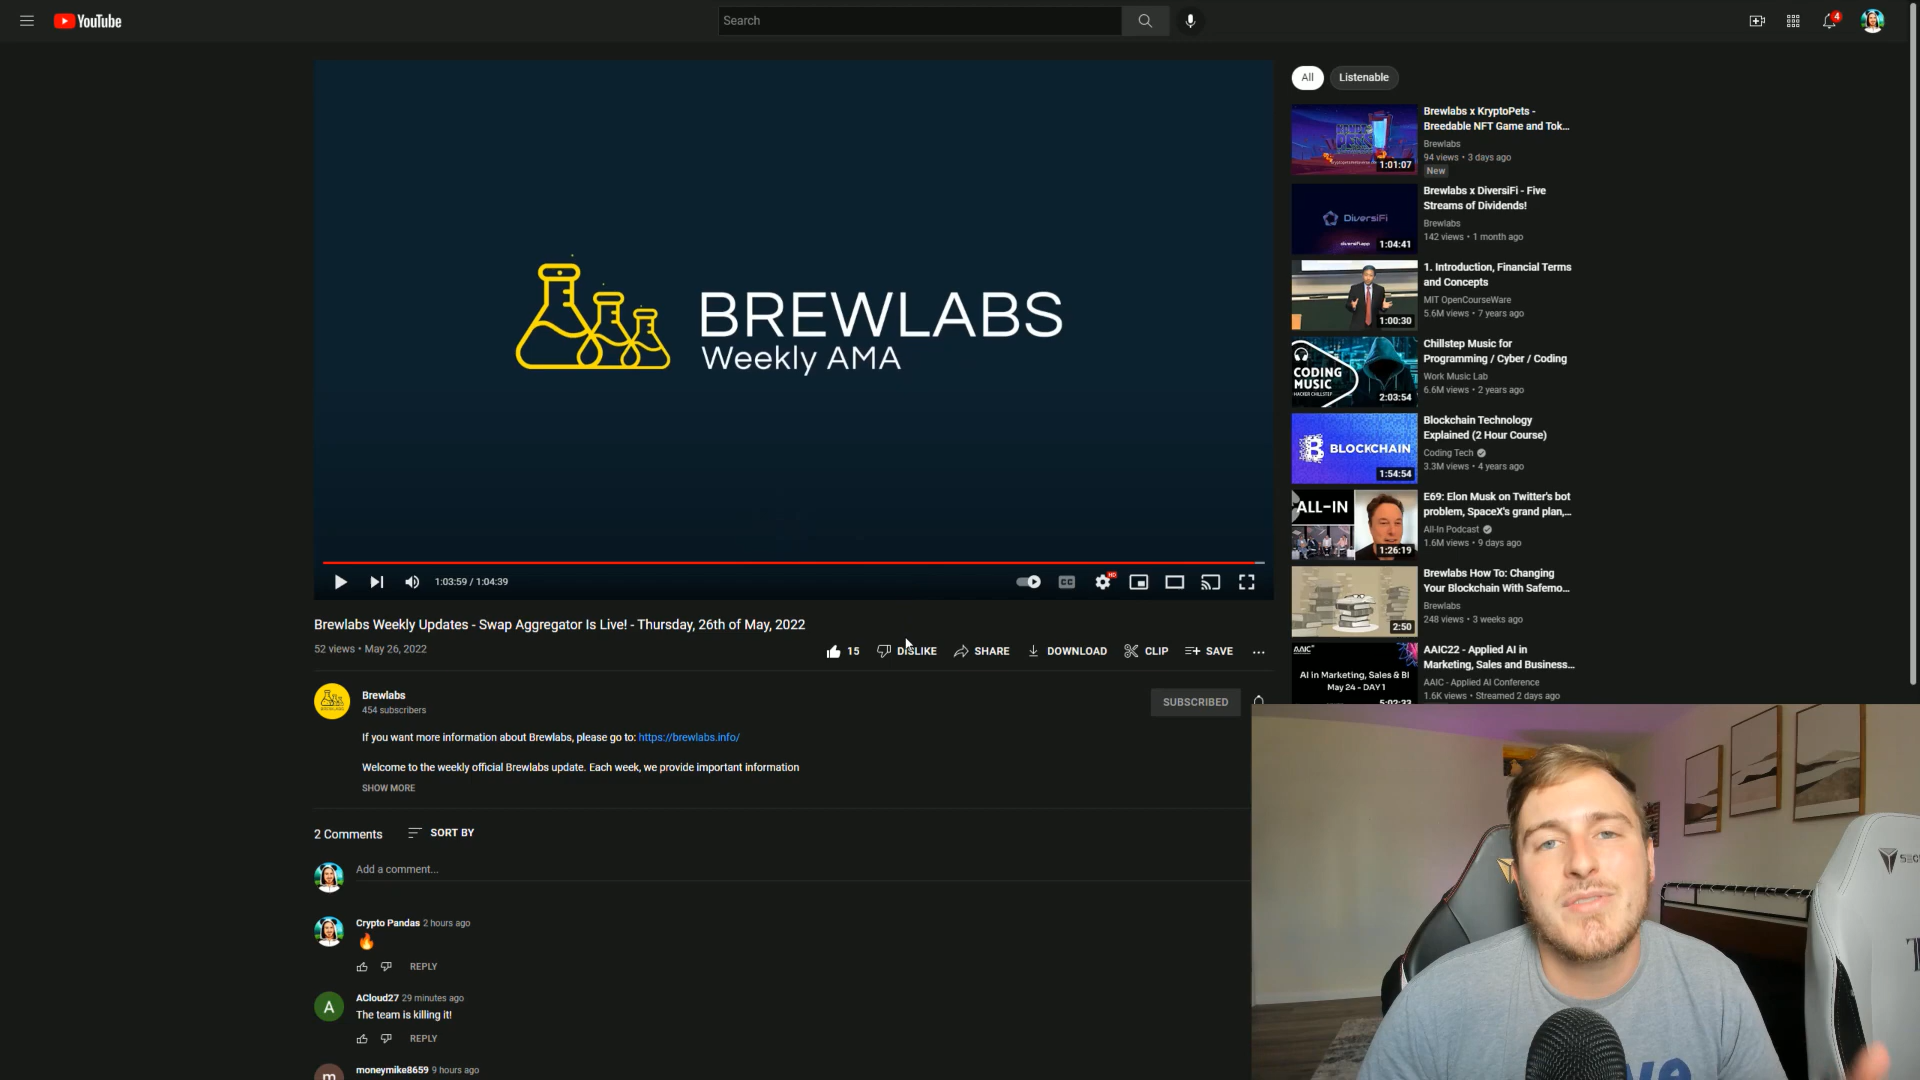 YouTube
Search
4
BREWLABS
Weekly AMA
1:03:59 / 1:04:39
CC
HD
Brewlabs Weekly Updates - Swap Aggregator Is Live! - Thursday, 26th of May, 2022
52 views • May 26, 2022
15
DISLIKE
SHARE
DOWNLOAD
CLIP
SAVE
Brewlabs
454 subscribers
SUBSCRIBED
If you want more information about Brewlabs, please go to: https://brewlabs.info/
Welcome to the weekly official Brewlabs update. Each week, we provide important information
SHOW MORE
2 Comments
SORT BY
Add a comment...
Crypto Pandas 2 hours ago
🔥
REPLY
A
ACloud27 29 minutes ago
The team is killing it!
REPLY
m
moneymike8659 9 hours ago
All
Listenable
1:01:07
Brewlabs x KryptoPets -
Breedable NFT Game and Tok...
Brewlabs
94 views • 3 days ago
New
DiversiFi
diversifi.app
1:04:41
Brewlabs x DiversiFi - Five
Streams of Dividends!
Brewlabs
142 views • 1 month ago
1:00:30
1. Introduction, Financial Terms
and Concepts
MIT OpenCourseWare
5.6M views • 7 years ago
CODING
MUSIC
HACKER CHILLSTEP
2:03:54
Chillstep Music for
Programming / Cyber / Coding
Work Music Lab
6.6M views • 2 years ago
BLOCKCHAIN
1:54:54
Blockchain Technology
Explained (2 Hour Course)
Coding Tech
3.3M views • 4 years ago
ALL-IN
1:26:19
E69: Elon Musk on Twitter's bot
problem, SpaceX's grand plan,...
All-In Podcast
1.6M views • 9 days ago
2:50
Brewlabs How To: Changing
Your Blockchain With Safemo...
Brewlabs
248 views • 3 weeks ago
AAIC
AI in Marketing, Sales & BI
May 24 - DAY 1
5:02:33
AAIC22 - Applied AI in
Marketing, Sales and Business...
AAIC - Applied AI Conference
1.6K views • Streamed 2 days ago